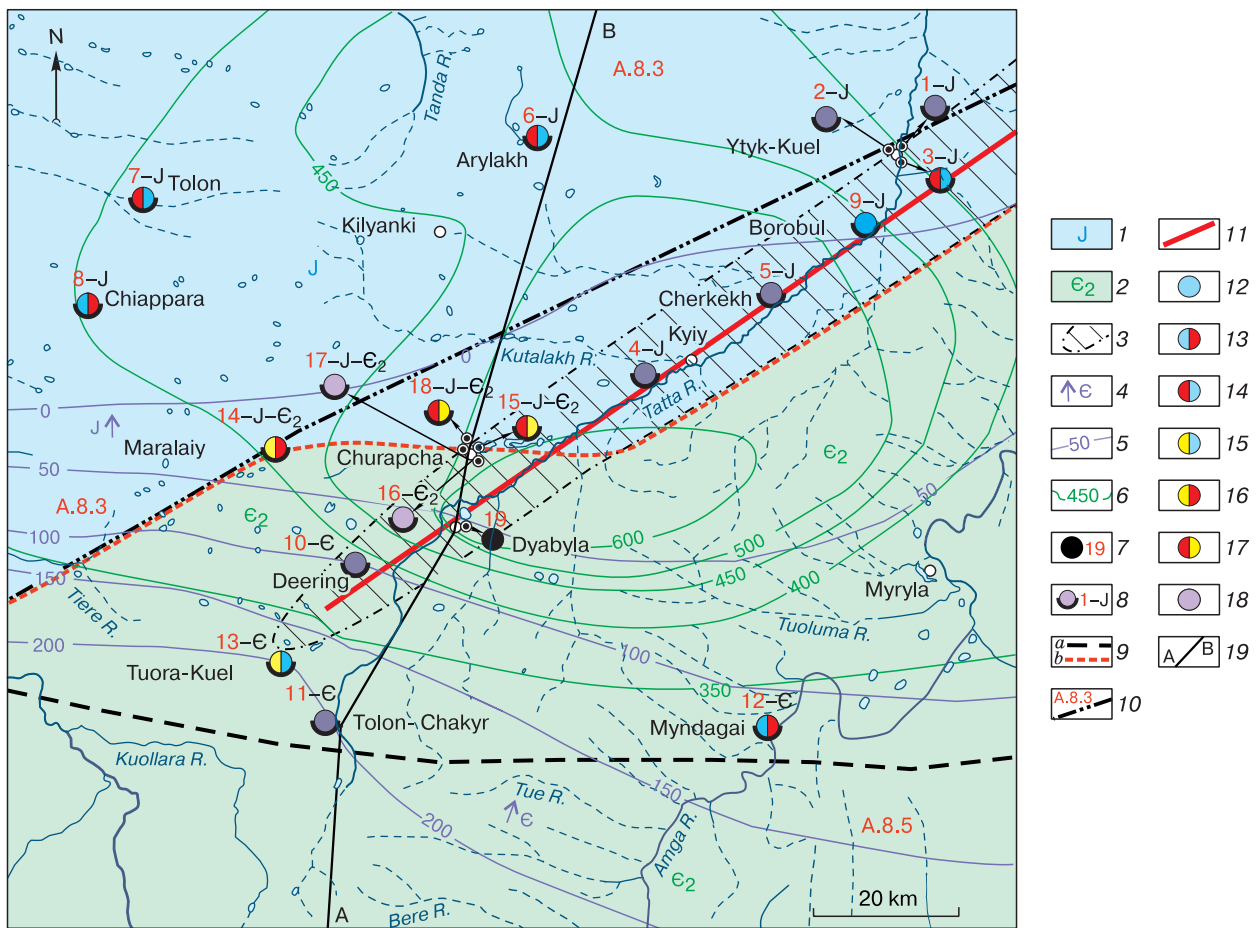 N
B
A.8.3
Tanda R.
6–J
Arylakh
2–J
1–J
Ytyk-Kuel
3–J
450
7–J
Tolon
Kilyanki
9–J
Borobul
J
8–J
Chiappara
5–J
Cherkekh
Kyiy
0
Kutalakh R.
17–J–Є2
4–J
18–J–Є2
Tatta R.
0
J
14–J–Є2
15–J–Є2
Maralaiy
Churapcha
Є2
50
50
A.8.3
Є2
16–Є2
19
600
Dyabyla
100
10–Є
500
Deering
450
400
150
Myryla
Tiere R.
Tuoluma R.
200
13–Є
100
Tuora-Kuel
350
11–Є
12–Є
Tolon-Chakyr
Myndagai
Kuollara R.
Tue R.
150
Є
200
A.8.5
Amga R.
Є2
20 km
A
Bere R.
J 1
Є2 2
3
Є 4
50 5
450 6
19 7
1–J 8
a
b 9
A.8.3 10
11
12
13
14
15
16
17
18
A B 19